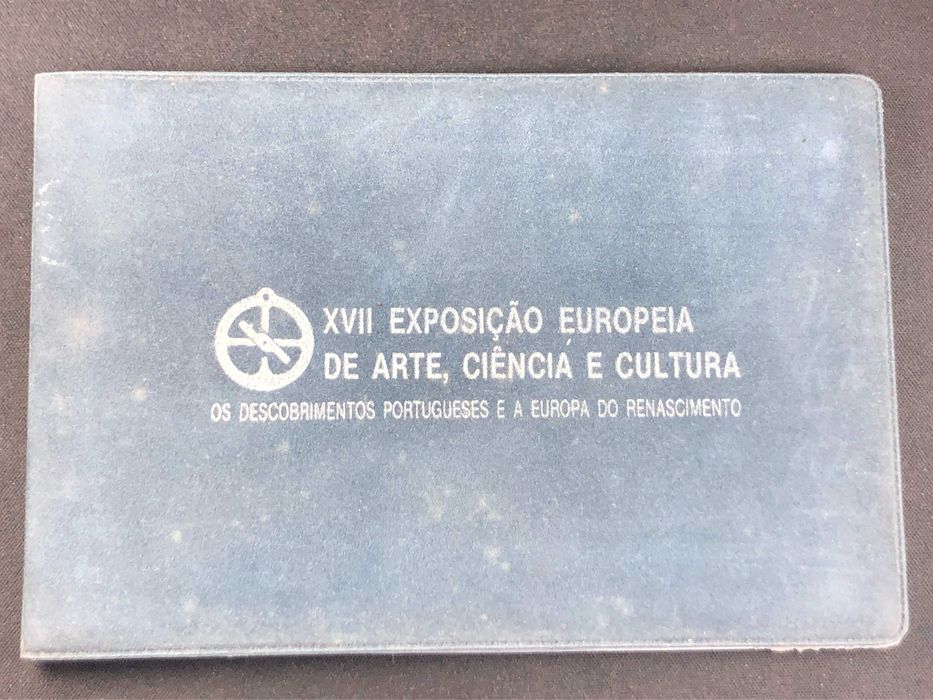 XVII EXPOSIÇÃO EUROPEIA
DE ARTE, CIÊNCIA E CULTURA
OS DESCOBRIMENTOS PORTUGUESES E A EUROPA DO RENASCIMENTO